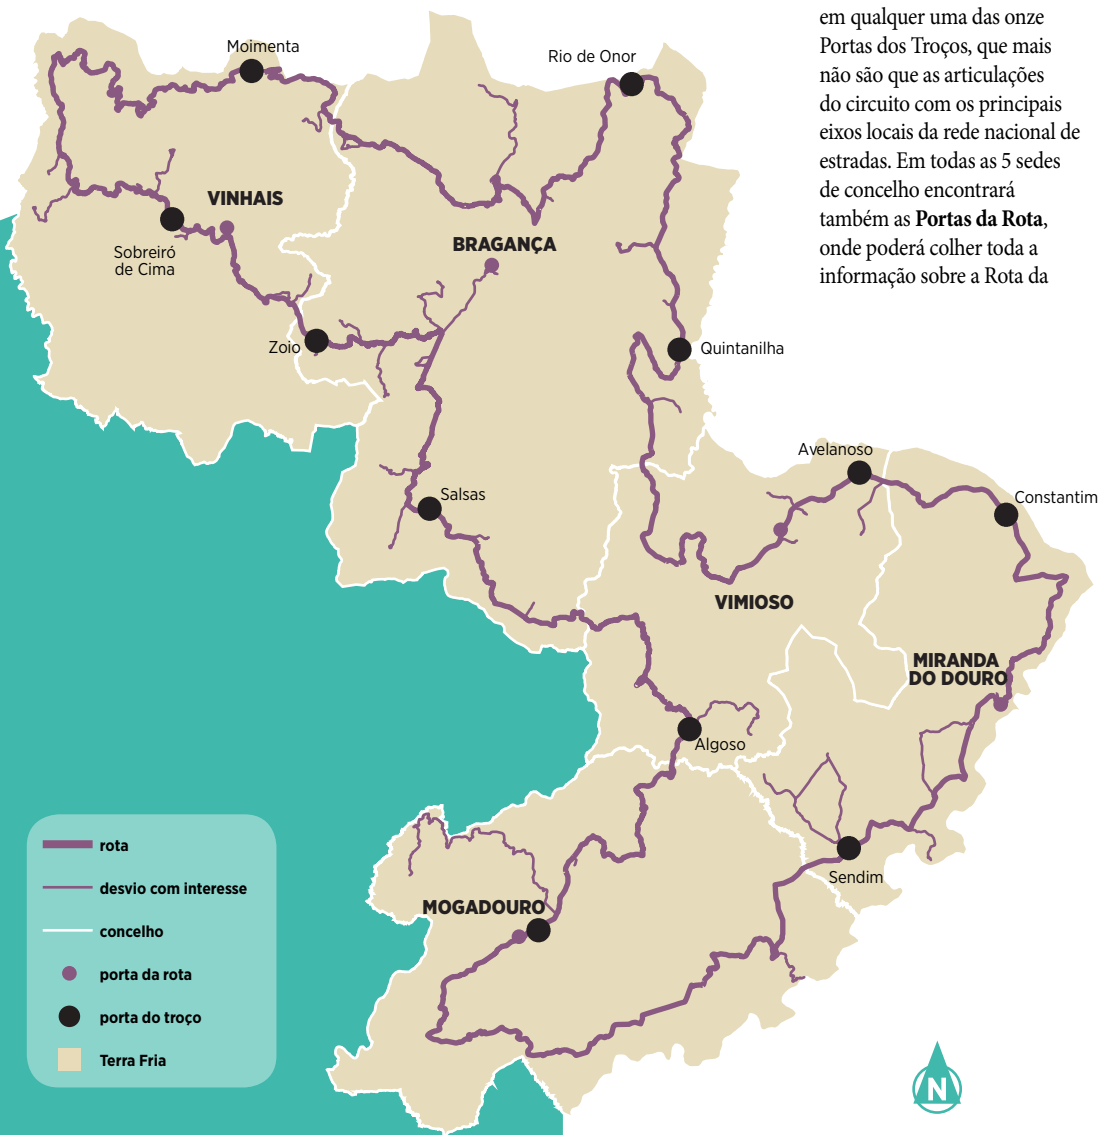 em qualquer uma das onze
Portas dos Troços, que mais
não são que as articulações
do circuito com os principais
eixos locais da rede nacional de
estradas. Em todas as 5 sedes
de concelho encontrará
também as Portas da Rota,
onde poderá colher toda a
informação sobre a Rota da
Moimenta
Rio de Onor
VINHAIS
BRAGANÇA
Sobreiró
de Cima
Zoio
Quintanilha
Avelanoso
Salsas
Constantim
VIMIOSO
MIRANDA
DO DOURO
Algoso
Sendim
MOGADOURO
rota
desvio com interesse
concelho
porta da rota
porta do troço
Terra Fria
N